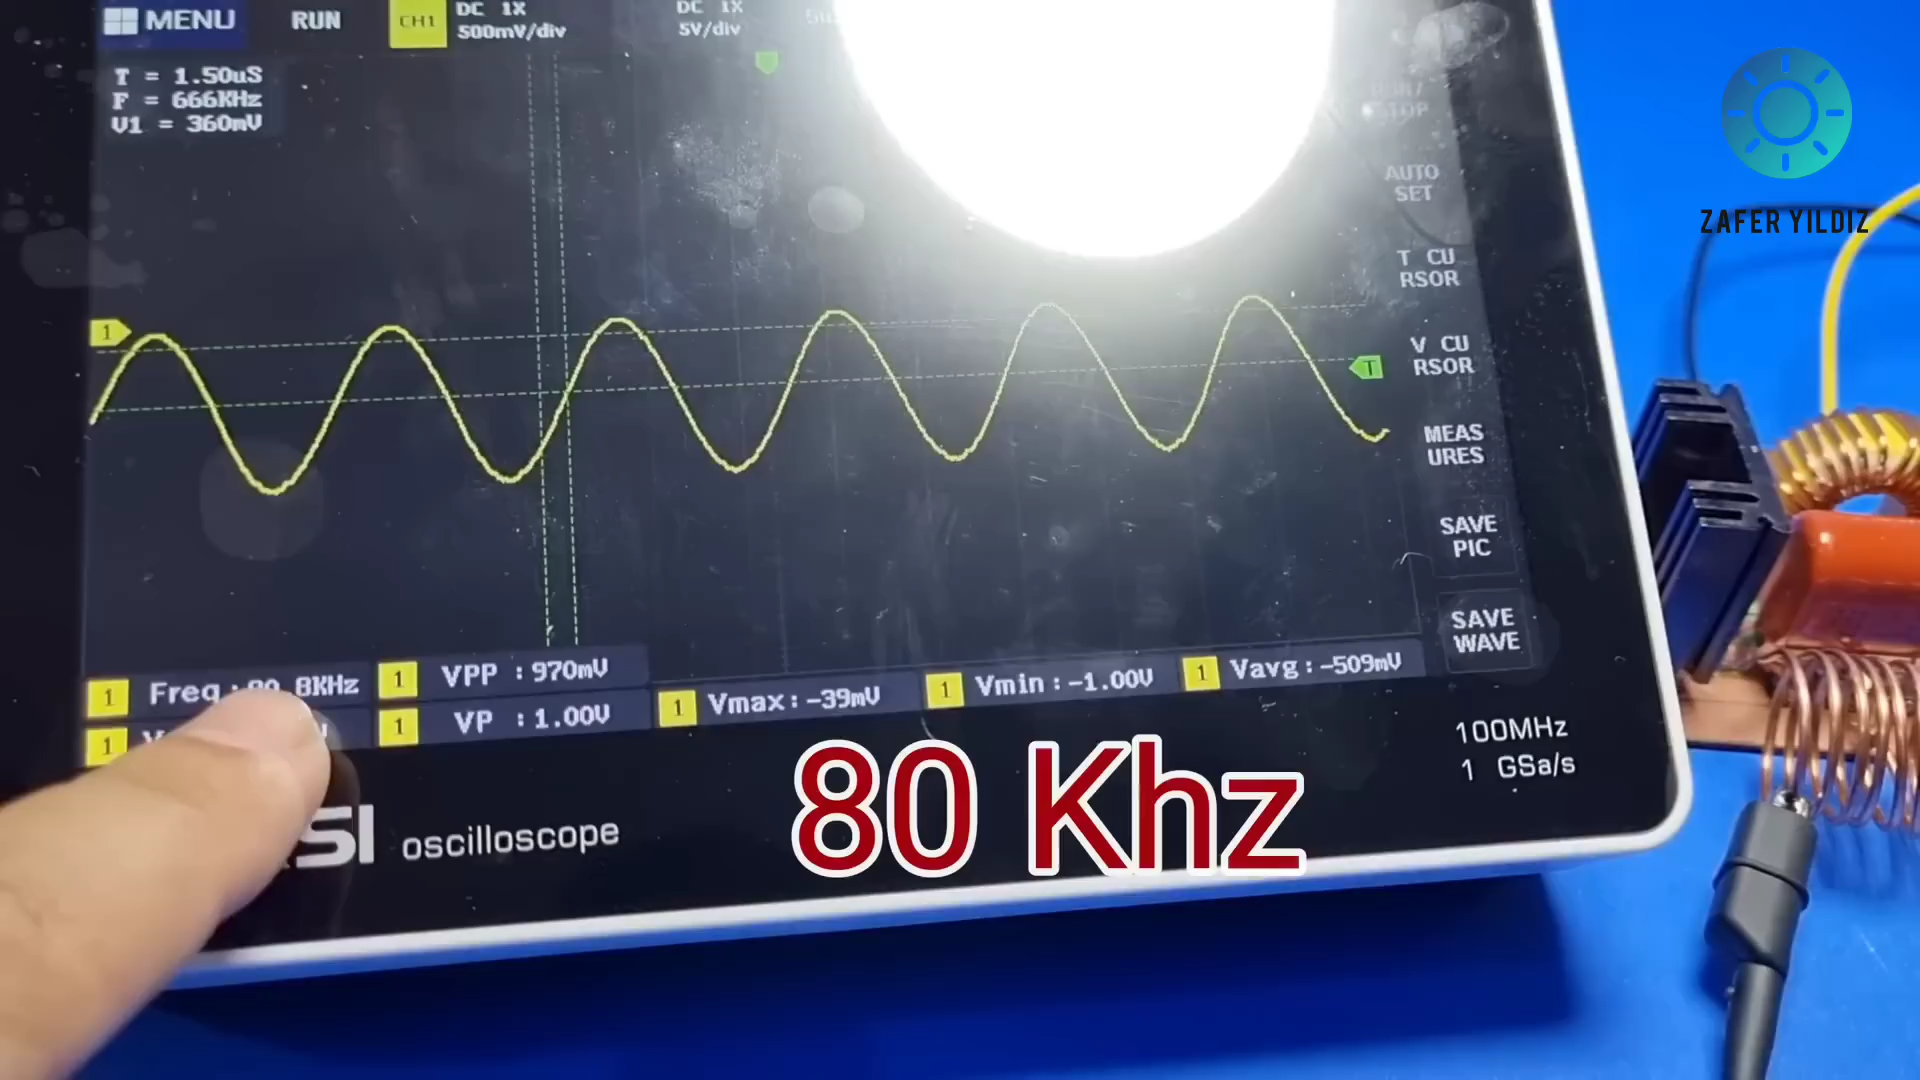 MENU RUN CH1 DC 1X 500mV/div DC 1X 5V/div
T = 1.50uS
F = 666KHz
V1 = 360mV
STOP
AUTO SET
T CU RSOR
V CU RSOR
MEAS URES
SAVE PIC
SAVE WAVE
1
T
1 Freq: 8KHz 1 VPP :970mV
1 1 VP :1.00V 1 Vmax:-39mV 1 Vmin:-1.00V 1 Vavg:-509mV
SI oscilloscope
100MHz
1 GSa/s
80 Khz
ZAFER YILDIZ